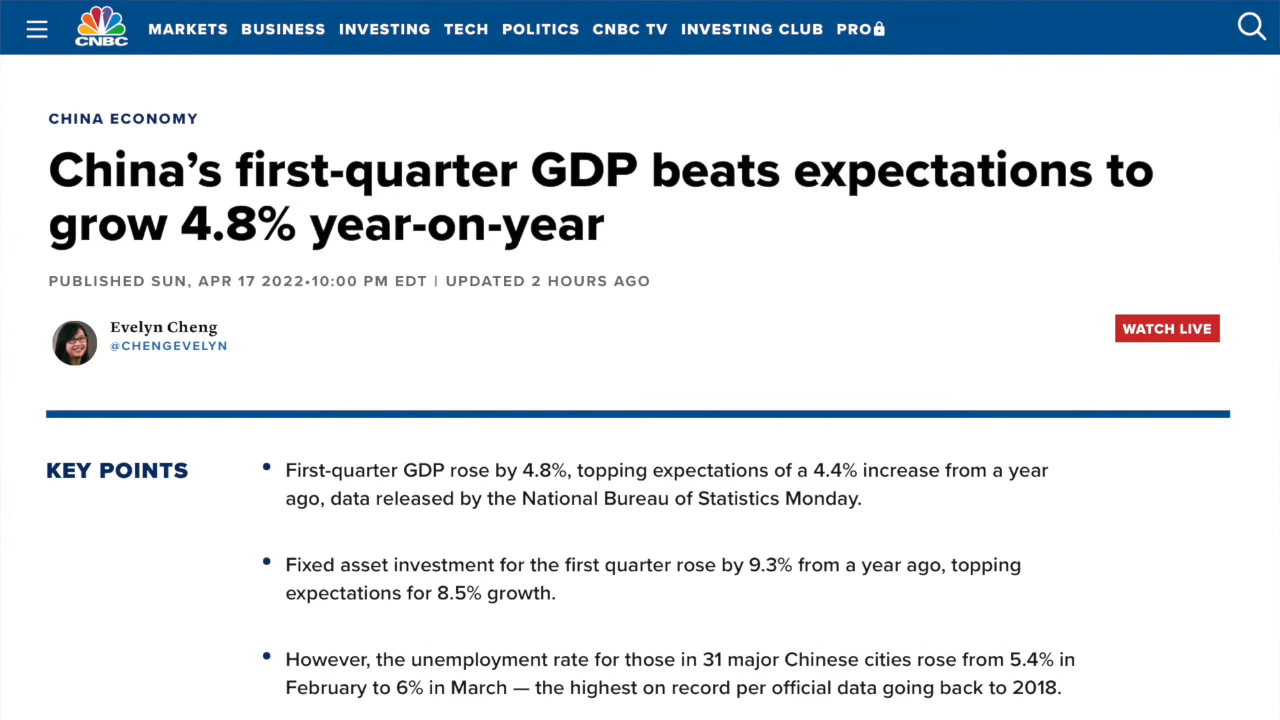 CNBC
MARKETS BUSINESS INVESTING TECH POLITICS CNBC TV INVESTING CLUB PRO
CHINA ECONOMY
China’s first-quarter GDP beats expectations to
grow 4.8% year-on-year
PUBLISHED SUN, APR 17 2022•10:00 PM EDT | UPDATED 2 HOURS AGO
Evelyn Cheng
@CHENGEVELYN
WATCH LIVE
KEY POINTS
• First-quarter GDP rose by 4.8%, topping expectations of a 4.4% increase from a year
ago, data released by the National Bureau of Statistics Monday.
• Fixed asset investment for the first quarter rose by 9.3% from a year ago, topping
expectations for 8.5% growth.
• However, the unemployment rate for those in 31 major Chinese cities rose from 5.4% in
February to 6% in March — the highest on record per official data going back to 2018.